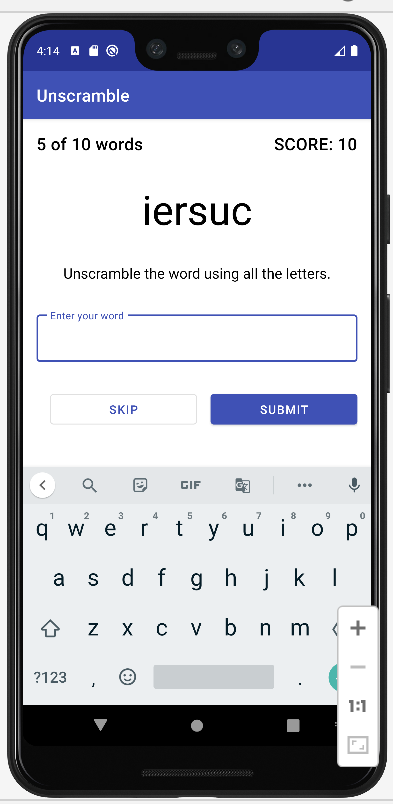 4:14
Unscramble
5 of 10 words SCORE: 10
iersuc
Unscramble the word using all the letters.
Enter your word
SKIP SUBMIT
GIF
1 2 3 4 5 6 7 8 9 0
q w e r t y u i o p
a s d f g h j k l
z x c v b n m
?123 , .
1:1